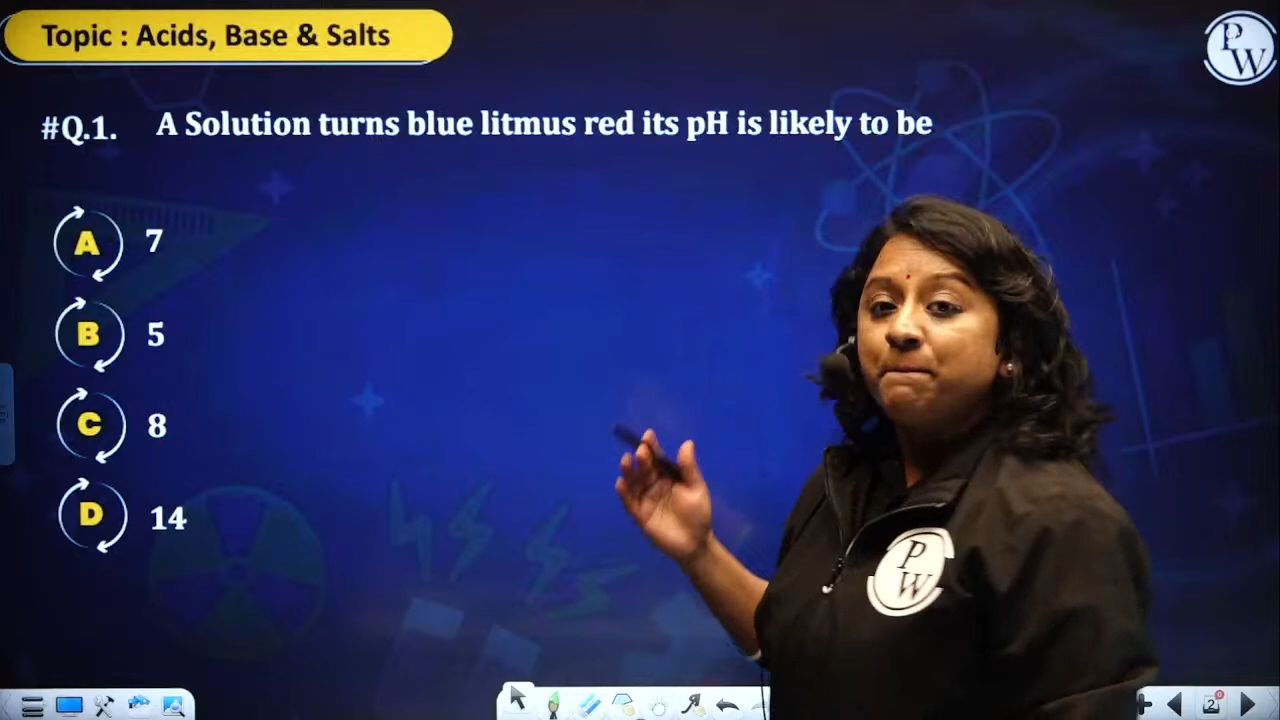 Topic : Acids, Base & Salts
PW
#Q.1. A Solution turns blue litmus red its pH is likely to be
A 7
B 5
C 8
D 14
PW
2